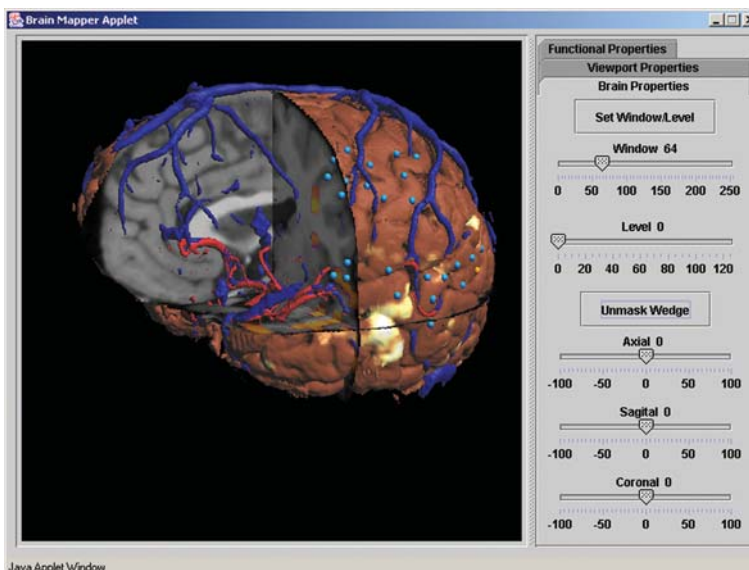 Brain Mapper Applet
Functional Properties
Viewport Properties
Brain Properties
Set Window/Level
Window 64
0 50 100 150 200 250
Level 0
0 20 40 60 80 100 120
Unmask Wedge
Axial 0
-100 -50 0 50 100
Sagital 0
-100 -50 0 50 100
Coronal 0
-100 -50 0 50 100
Java Applet Window